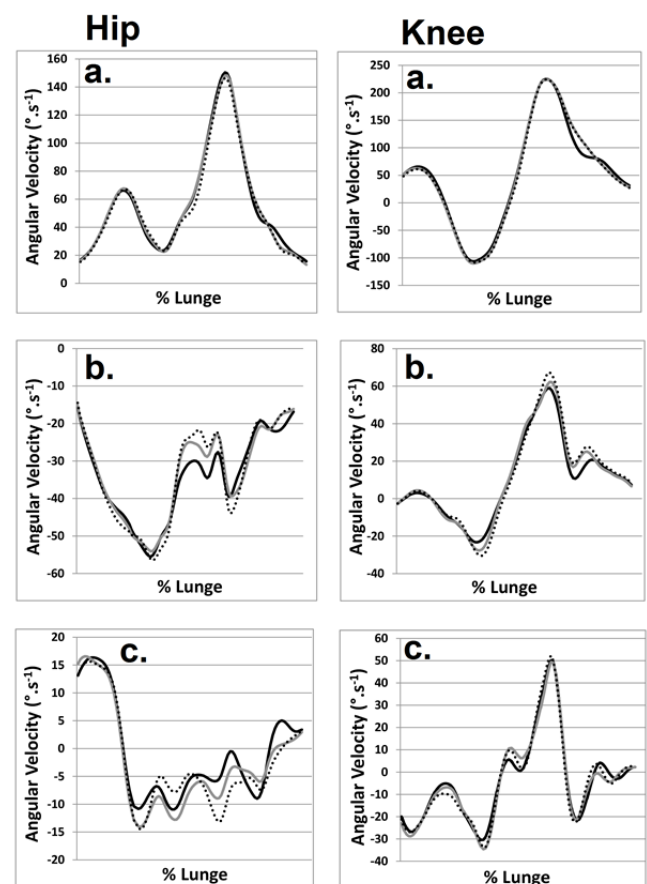 Hip
Knee
a.
Angular Velocity (°.s⁻¹)
160
140
120
100
80
60
40
20
0
% Lunge
a.
Angular Velocity (°.s⁻¹)
250
200
150
100
50
0
-50
-100
-150
% Lunge
b.
Angular Velocity (°.s⁻¹)
0
-10
-20
-30
-40
-50
-60
% Lunge
b.
Angular Velocity (°.s⁻¹)
80
60
40
20
0
-20
-40
% Lunge
c.
Angular Velocity (°.s⁻¹)
20
15
10
5
0
-5
-10
-15
-20
% Lunge
c.
Angular Velocity (°.s⁻¹)
60
50
40
30
20
10
0
-10
-20
-30
-40
% Lunge